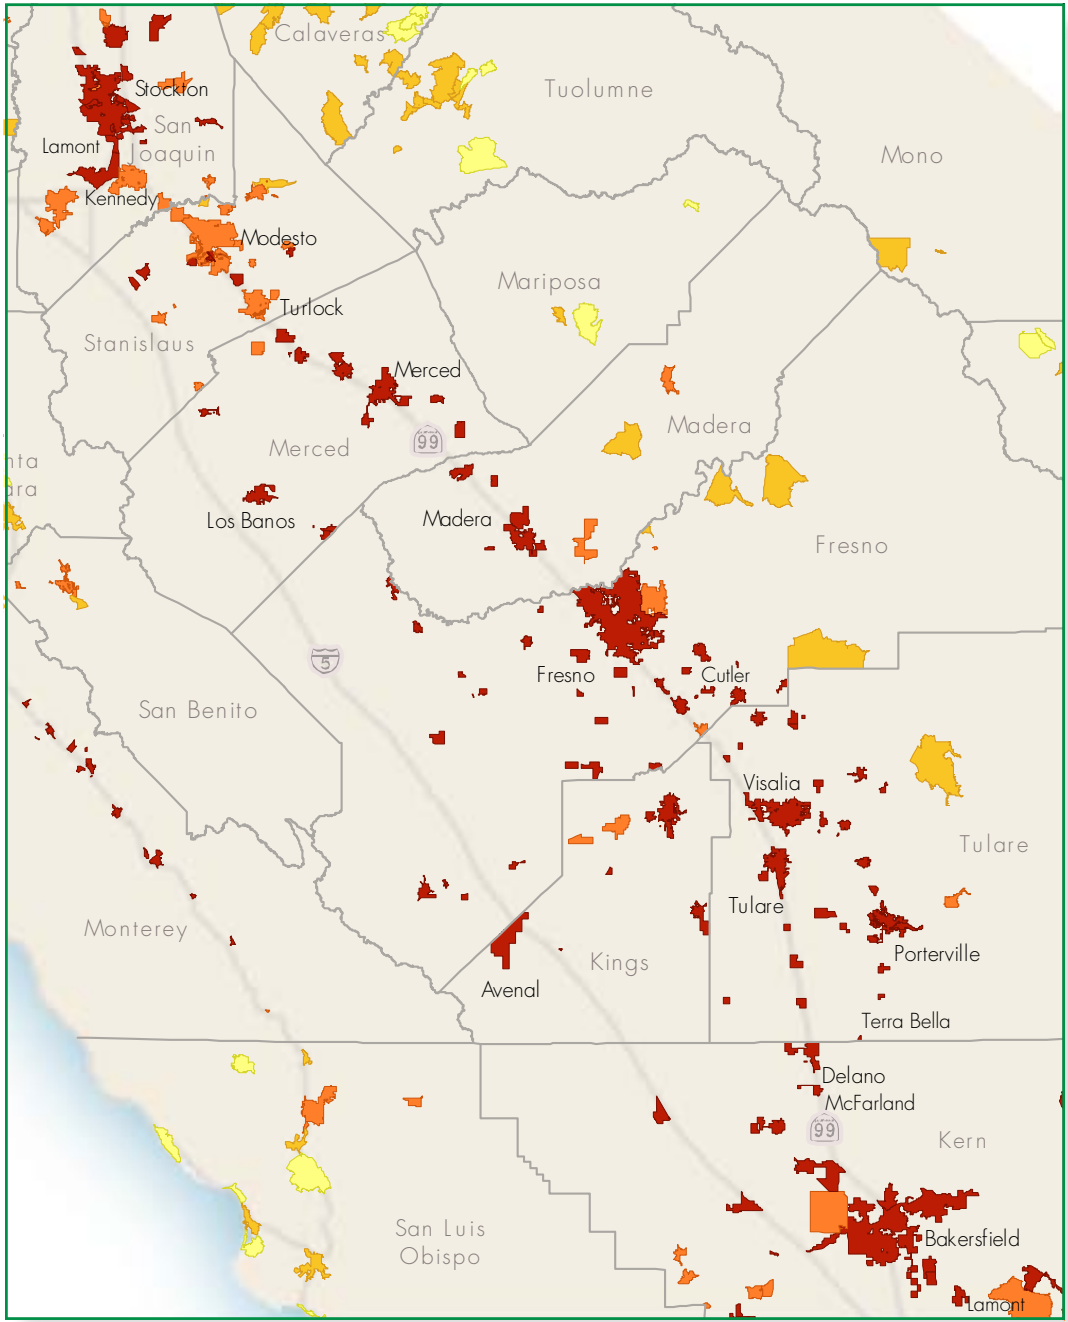 Calaveras
Tuolumne
Stockton
San
Joaquin
Lamont
Mono
Kennedy
Modesto
Mariposa
Turlock
Stanislaus
Merced
Madera
99
Merced
nta
ara
Los Banos
Madera
Fresno
5
Fresno
Cutler
San Benito
Visalia
Tulare
Tulare
Monterey
Porterville
Kings
Avenal
Terra Bella
Delano
McFarland
99
Kern
San Luis
Obispo
Bakersfield
Lamont